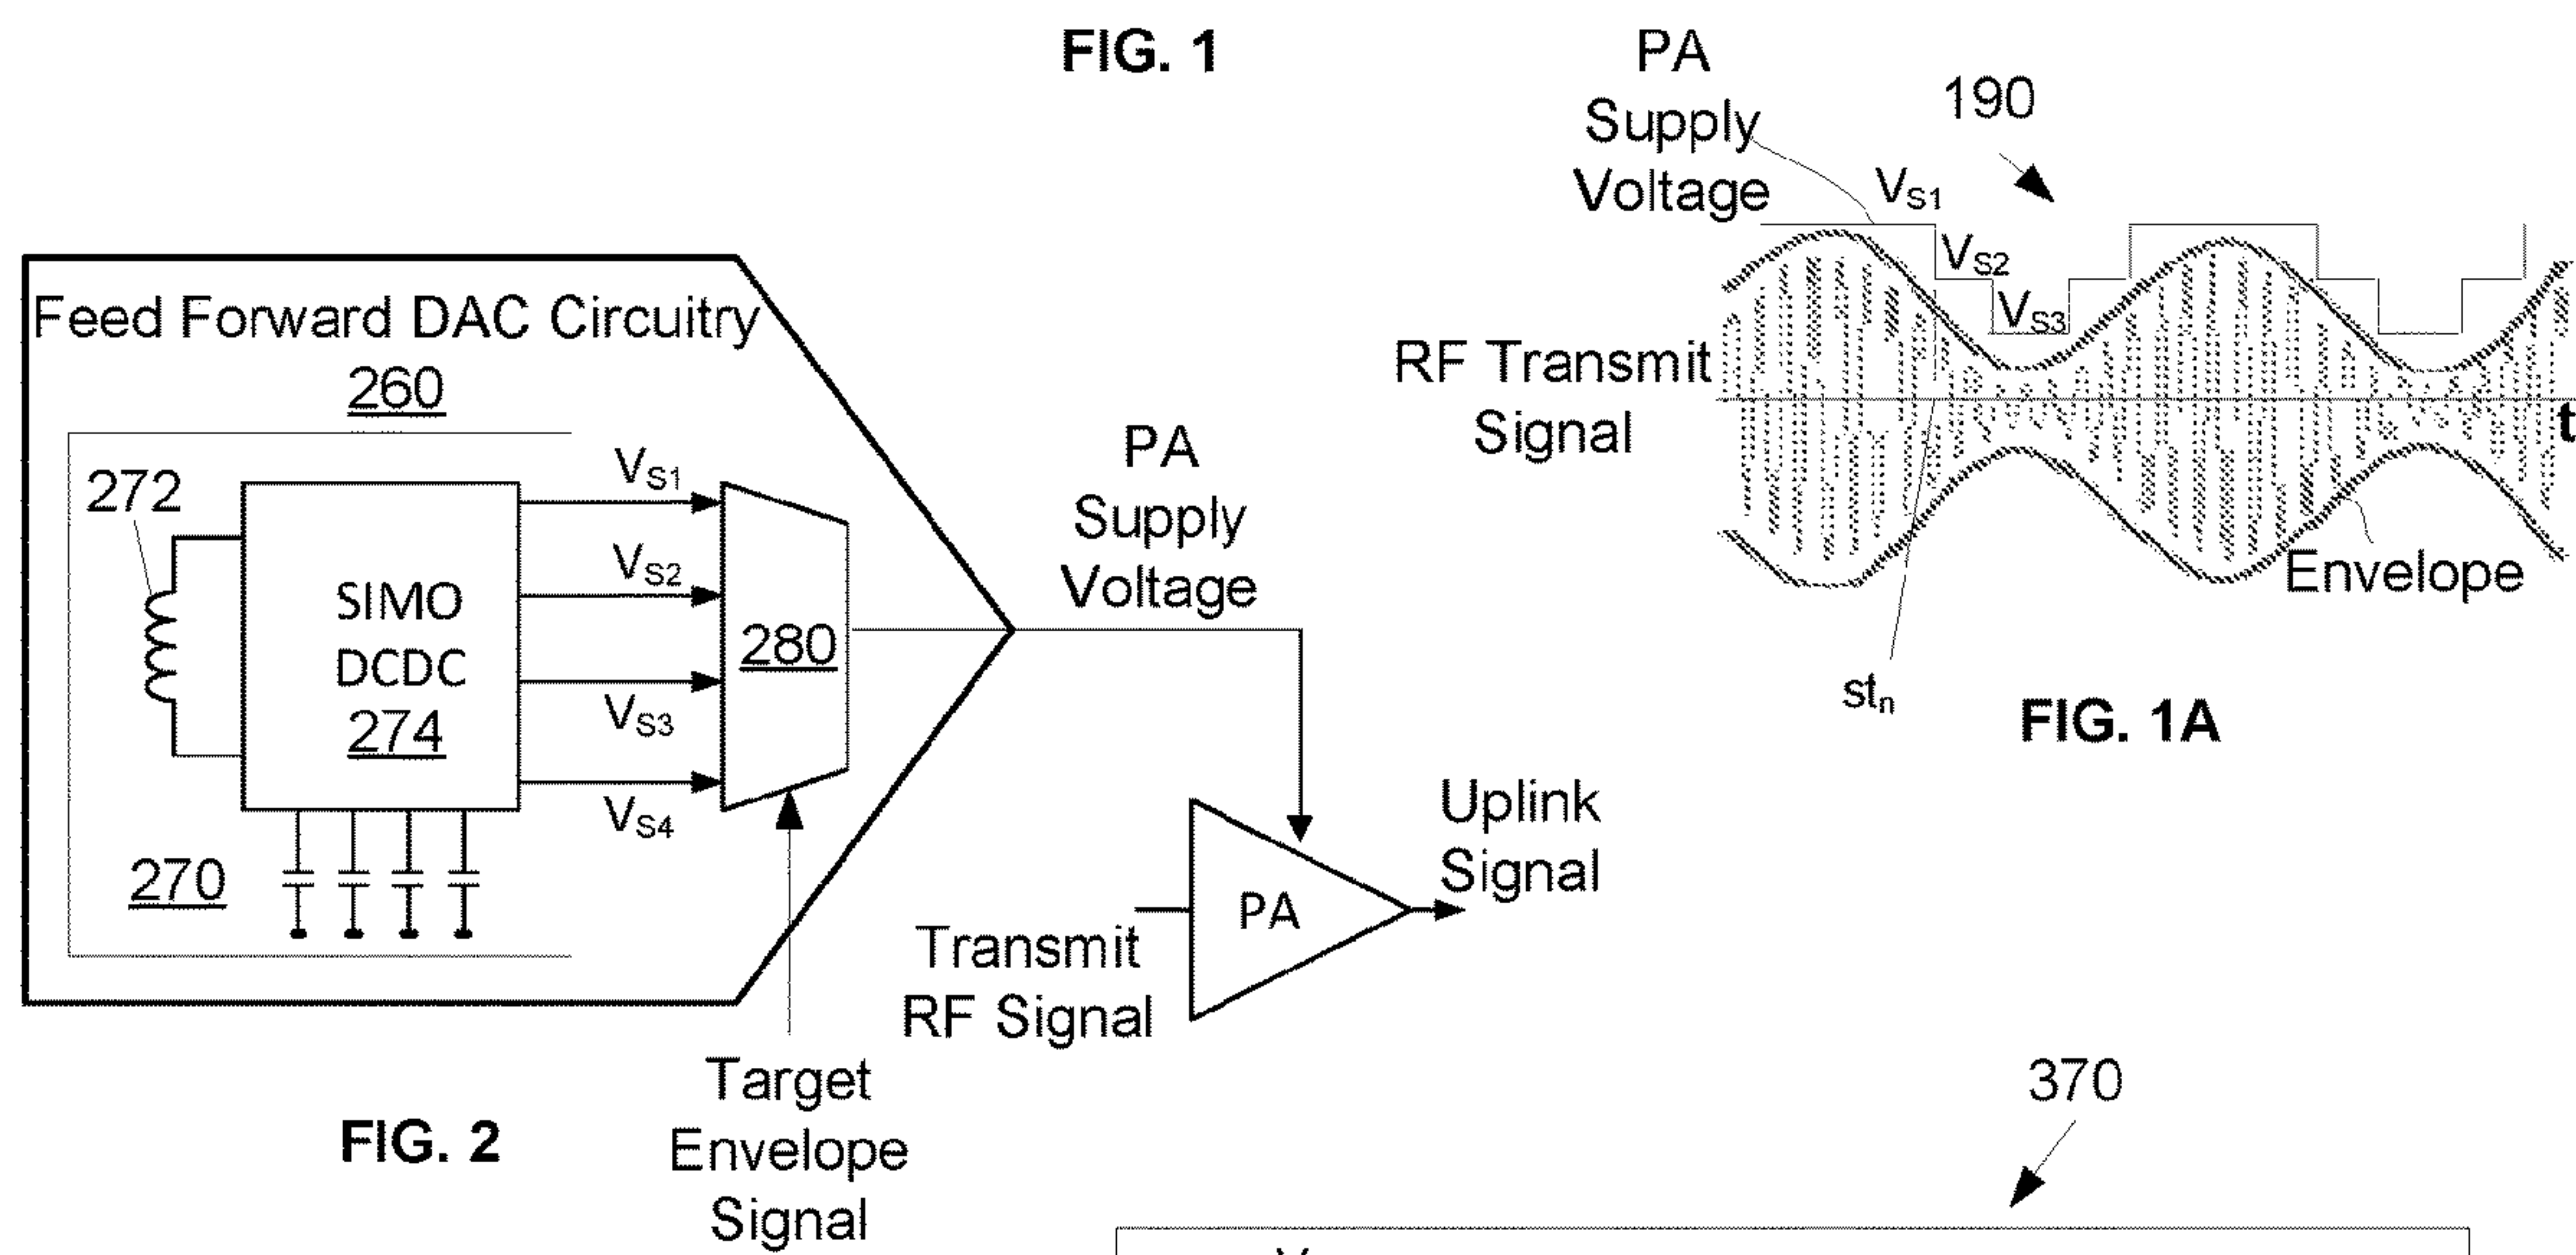 FIG. 1
PA
Supply
Voltage
190
VS1
VS2
VS3
RF Transmit
Signal
t
Envelope
stn
FIG. 1A
Feed Forward DAC Circuitry
260
272
SIMO
DCDC
274
VS1
VS2
VS3
VS4
280
270
PA
Supply
Voltage
PA
Uplink
Signal
Transmit
RF Signal
Target
Envelope
Signal
FIG. 2
370